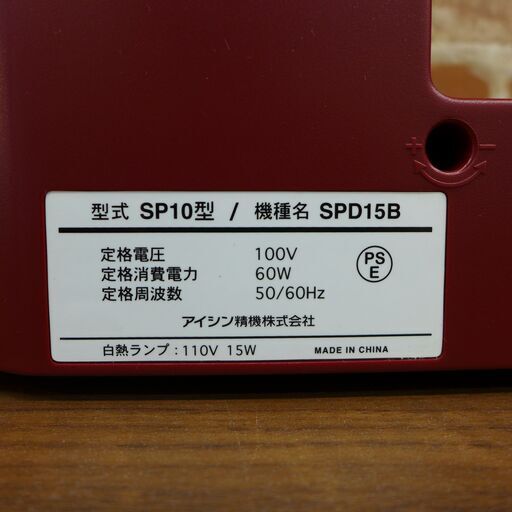 型式 SP10型 / 機種名 SPD15B
定格電圧 100V
定格消費電力 60W
定格周波数 50/60Hz
PS
E
アイシン精機株式会社
白熱ランプ:110V 15W MADE IN CHINA
+ -